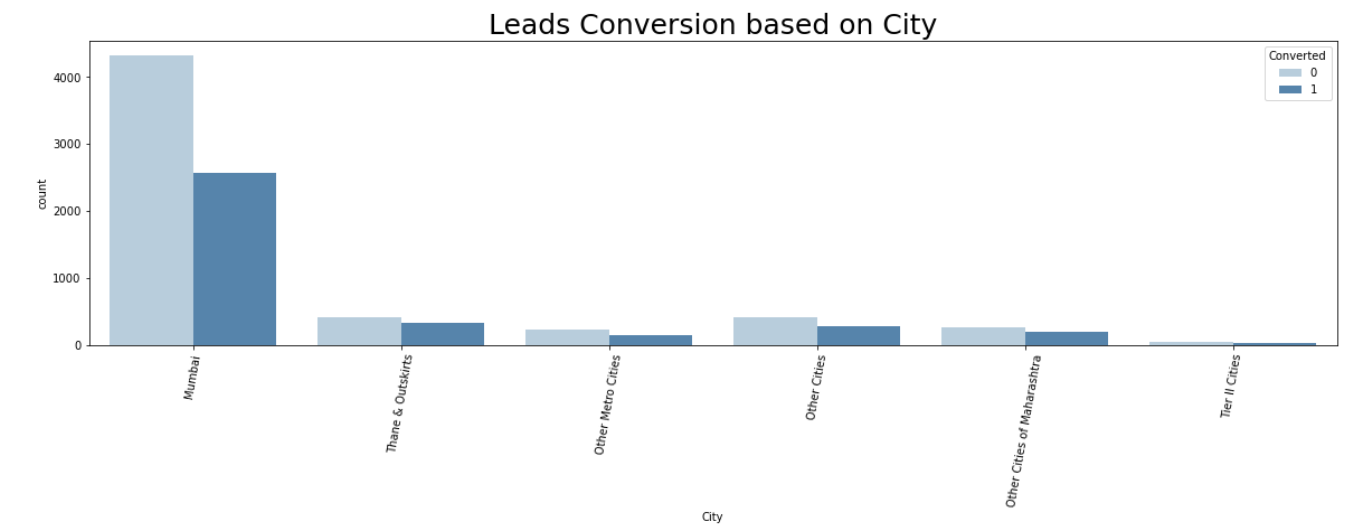 Leads Conversion based on City
Converted
0
1
4000
3000
2000
1000
0
count
Mumbai
Thane & Outskirts
Other Metro Cities
Other Cities
Other Cities of Maharashtra
Tier II Cities
City